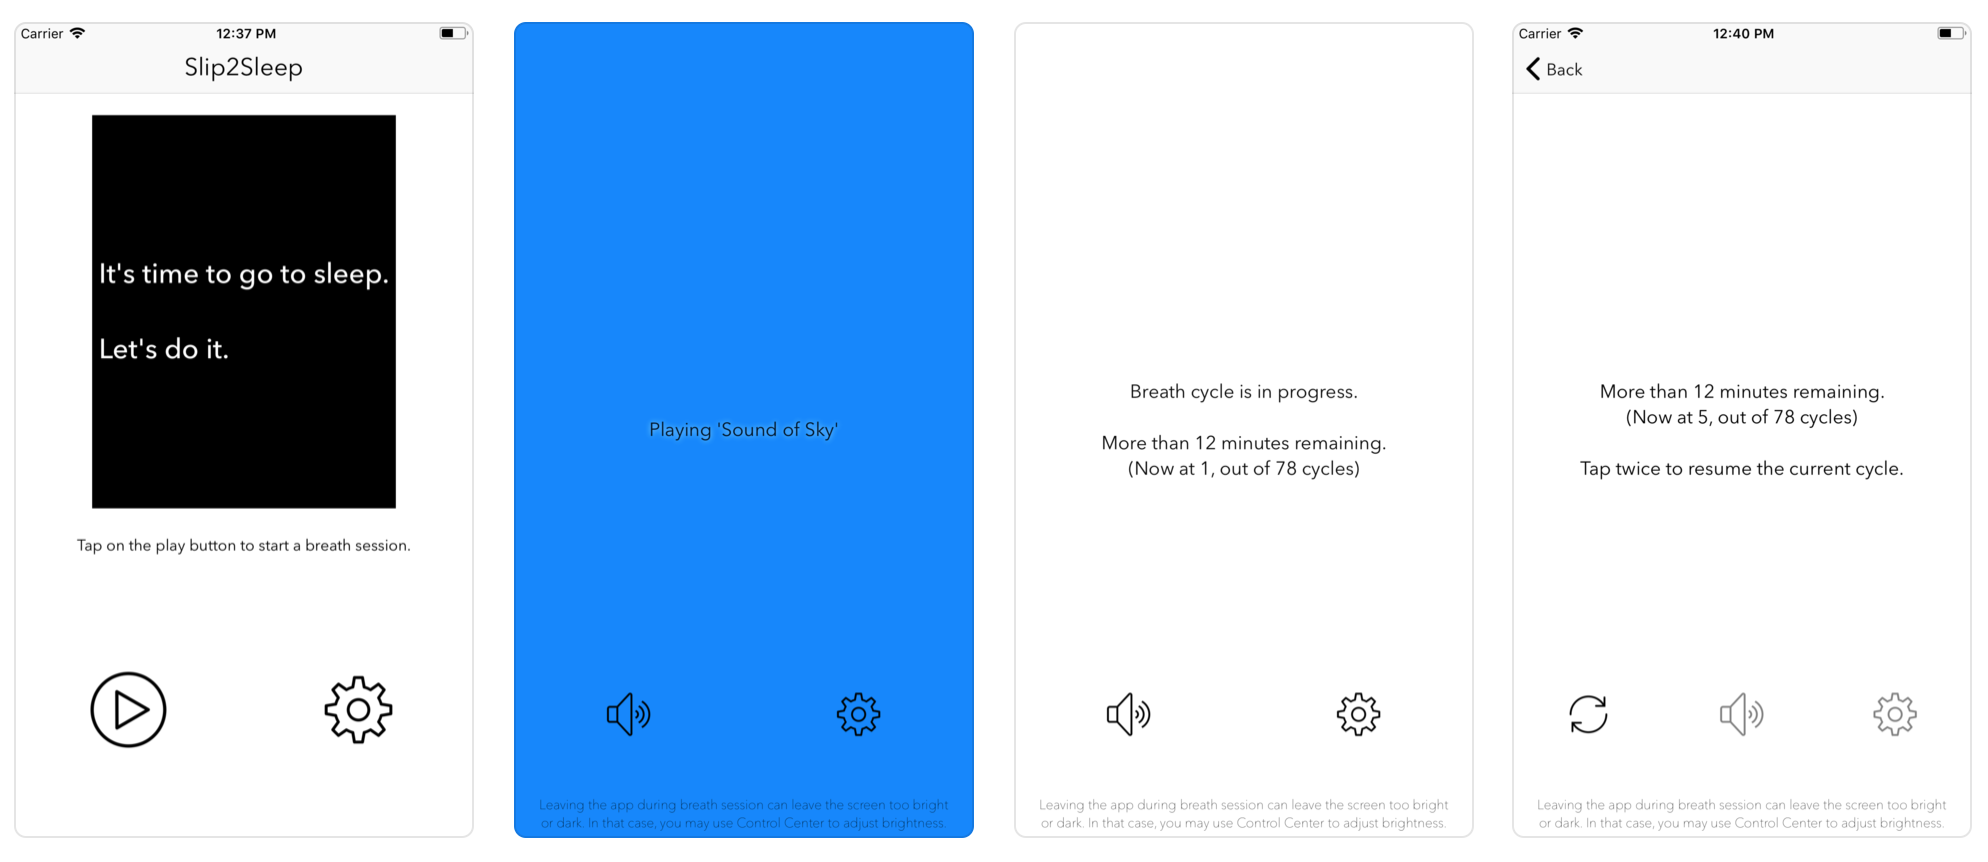 Carrier 12:37 PM
Slip2Sleep
It's time to go to sleep.
Let's do it.
Tap on the play button to start a breath session.
Playing 'Sound of Sky'
Leaving the app during breath session can leave the screen too bright
or dark. In that case, you may use Control Center to adjust brightness.
Breath cycle is in progress.
More than 12 minutes remaining.
(Now at 1, out of 78 cycles)
Leaving the app during breath session can leave the screen too bright
or dark. In that case, you may use Control Center to adjust brightness.
Carrier 12:40 PM
Back
More than 12 minutes remaining.
(Now at 5, out of 78 cycles)
Tap twice to resume the current cycle.
Leaving the app during breath session can leave the screen too bright
or dark. In that case, you may use Control Center to adjust brightness.